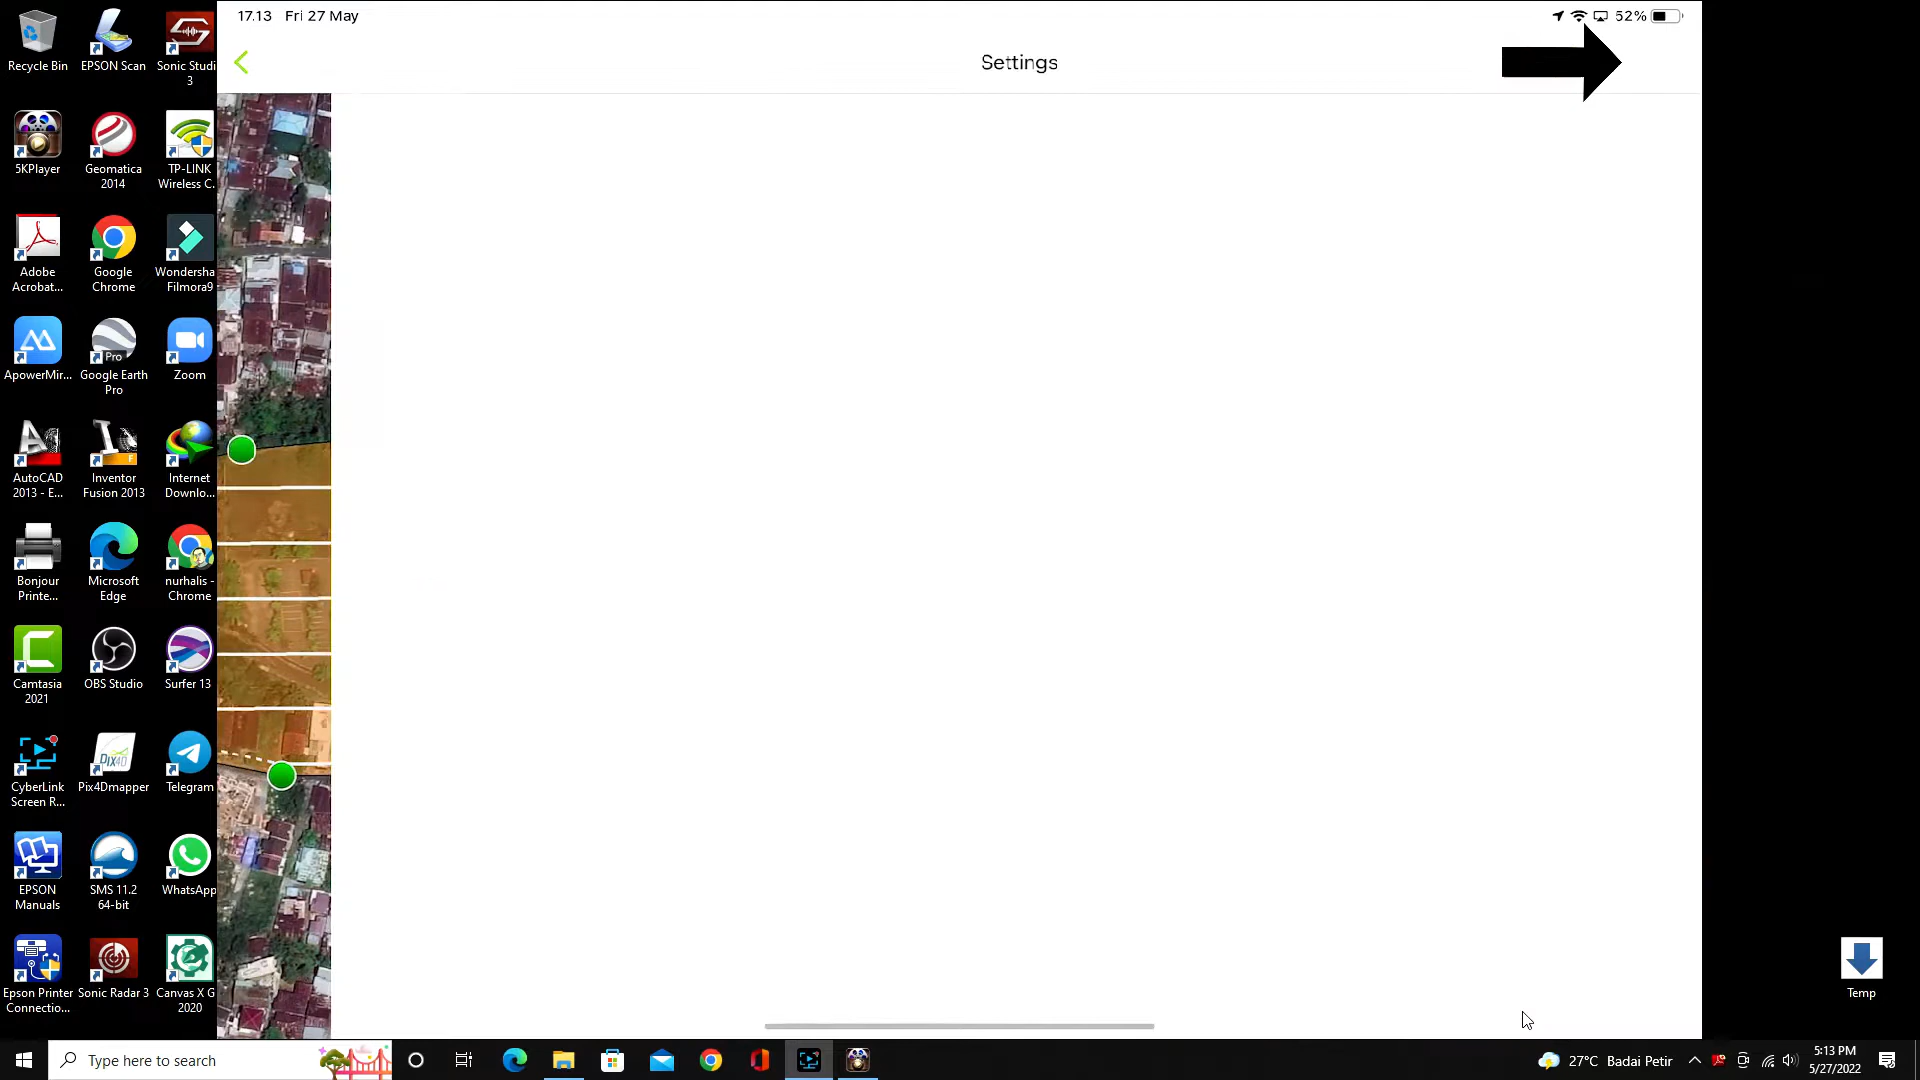 17.13 Fri 27 May
52%
Settings
Recycle Bin
EPSON Scan
Sonic Studi
3
5KPlayer
Geomatica
2014
TP-LINK
Wireless C.
Adobe
Acrobat...
Google
Chrome
Wondersha
Filmora9
ApowerMir...
Pro
Google Earth
Pro
Zoom
AutoCAD
2013 - E...
Inventor
Fusion 2013
Internet
Downlo...
Bonjour
Printe...
Microsoft
Edge
nurhalis -
Chrome
Camtasia
2021
OBS Studio
Surfer 13
CyberLink
Screen R...
Pix4Dmapper
Telegram
EPSON
Manuals
SMS 11.2
64-bit
WhatsApp
Epson Printer
Connectio...
Sonic Radar 3
Canvas X G
2020
Temp
Type here to search
27°C Badai Petir
5:13 PM
5/27/2022